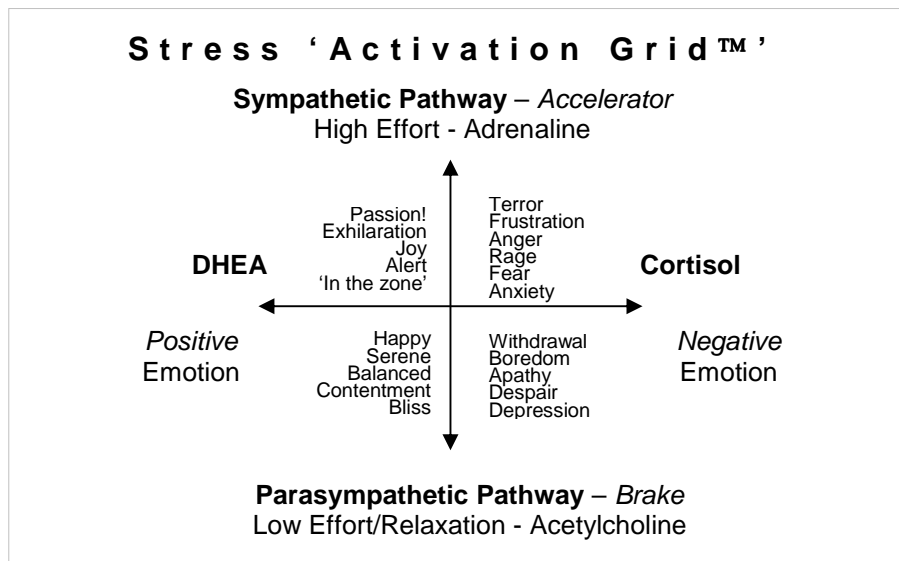 Stress ‘Activation Grid™’
Sympathetic Pathway – Accelerator
High Effort - Adrenaline
Passion!
Exhilaration
Joy
Alert
‘In the zone’
Terror
Frustration
Anger
Rage
Fear
Anxiety
DHEA
Cortisol
Positive
Emotion
Happy
Serene
Balanced
Contentment
Bliss
Withdrawal
Boredom
Apathy
Despair
Depression
Negative
Emotion
Parasympathetic Pathway – Brake
Low Effort/Relaxation - Acetylcholine